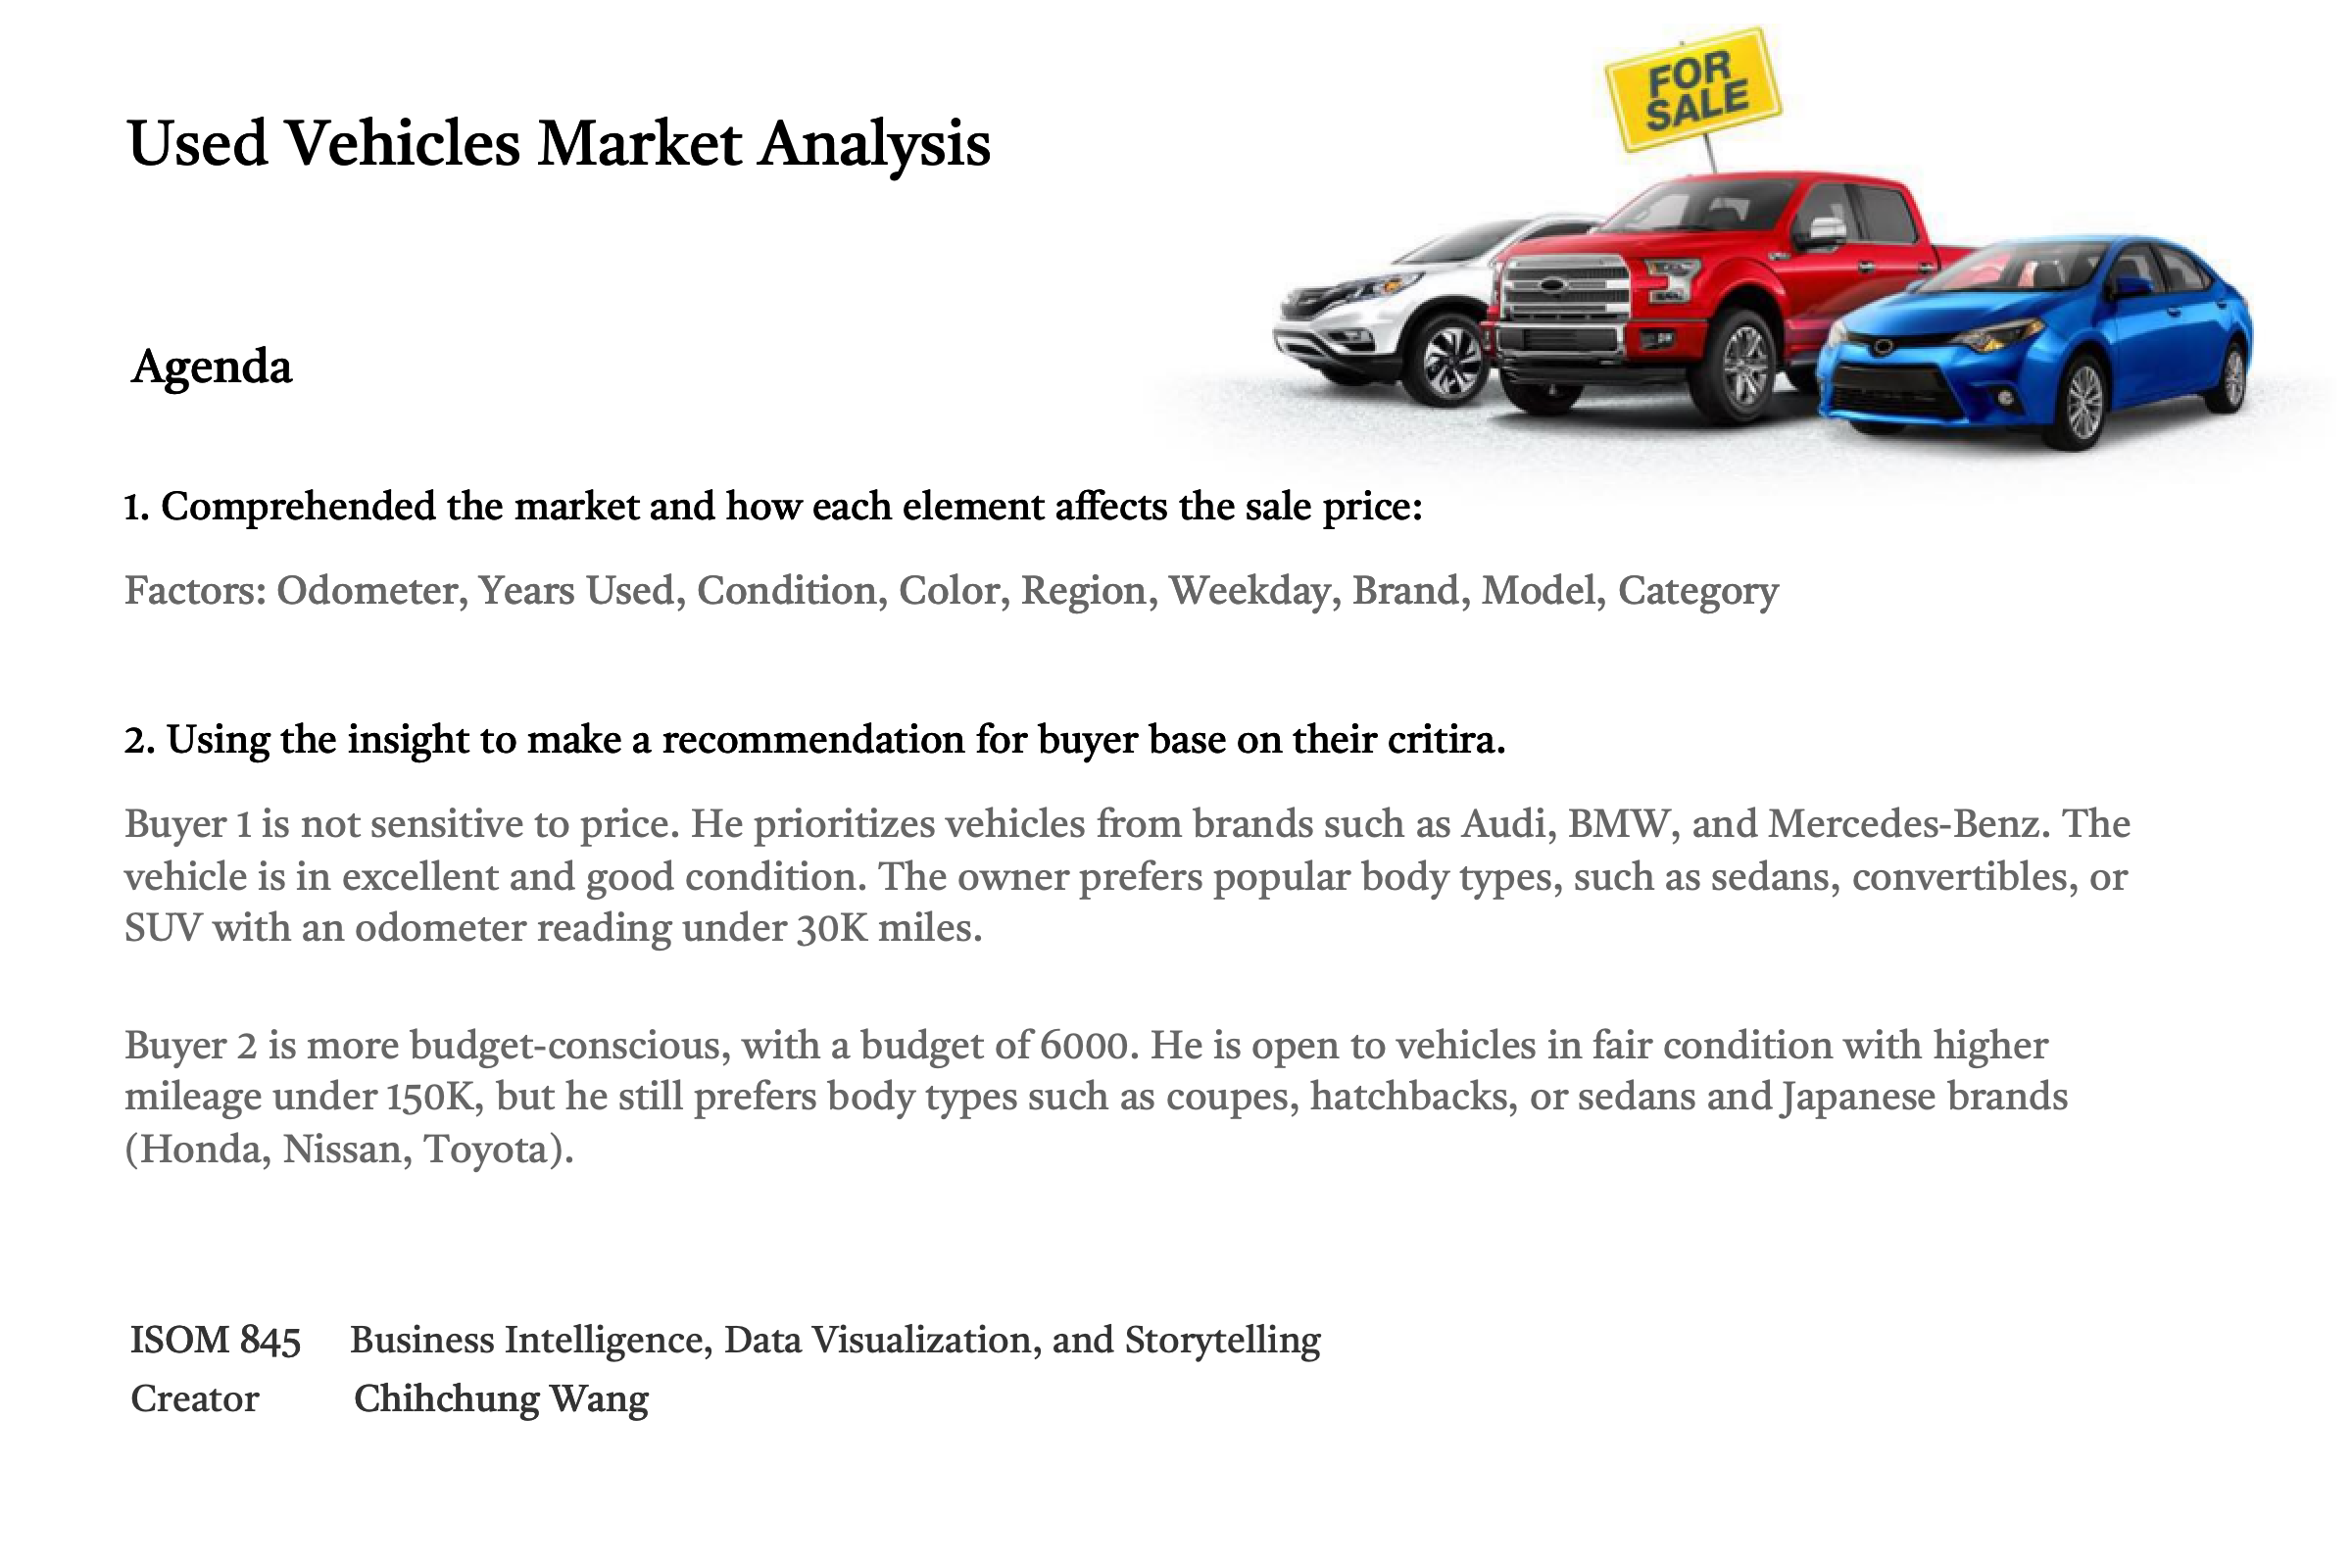 FOR
SALE
Used Vehicles Market Analysis
Agenda
1. Comprehended the market and how each element affects the sale price:
Factors: Odometer, Years Used, Condition, Color, Region, Weekday, Brand, Model, Category
2. Using the insight to make a recommendation for buyer base on their critira.
Buyer 1 is not sensitive to price. He prioritizes vehicles from brands such as Audi, BMW, and Mercedes-Benz. The
vehicle is in excellent and good condition. The owner prefers popular body types, such as sedans, convertibles, or
SUV with an odometer reading under 30K miles.
Buyer 2 is more budget-conscious, with a budget of 6000. He is open to vehicles in fair condition with higher
mileage under 150K, but he still prefers body types such as coupes, hatchbacks, or sedans and Japanese brands
(Honda, Nissan, Toyota).
ISOM 845 Business Intelligence, Data Visualization, and Storytelling
Creator Chihchung Wang